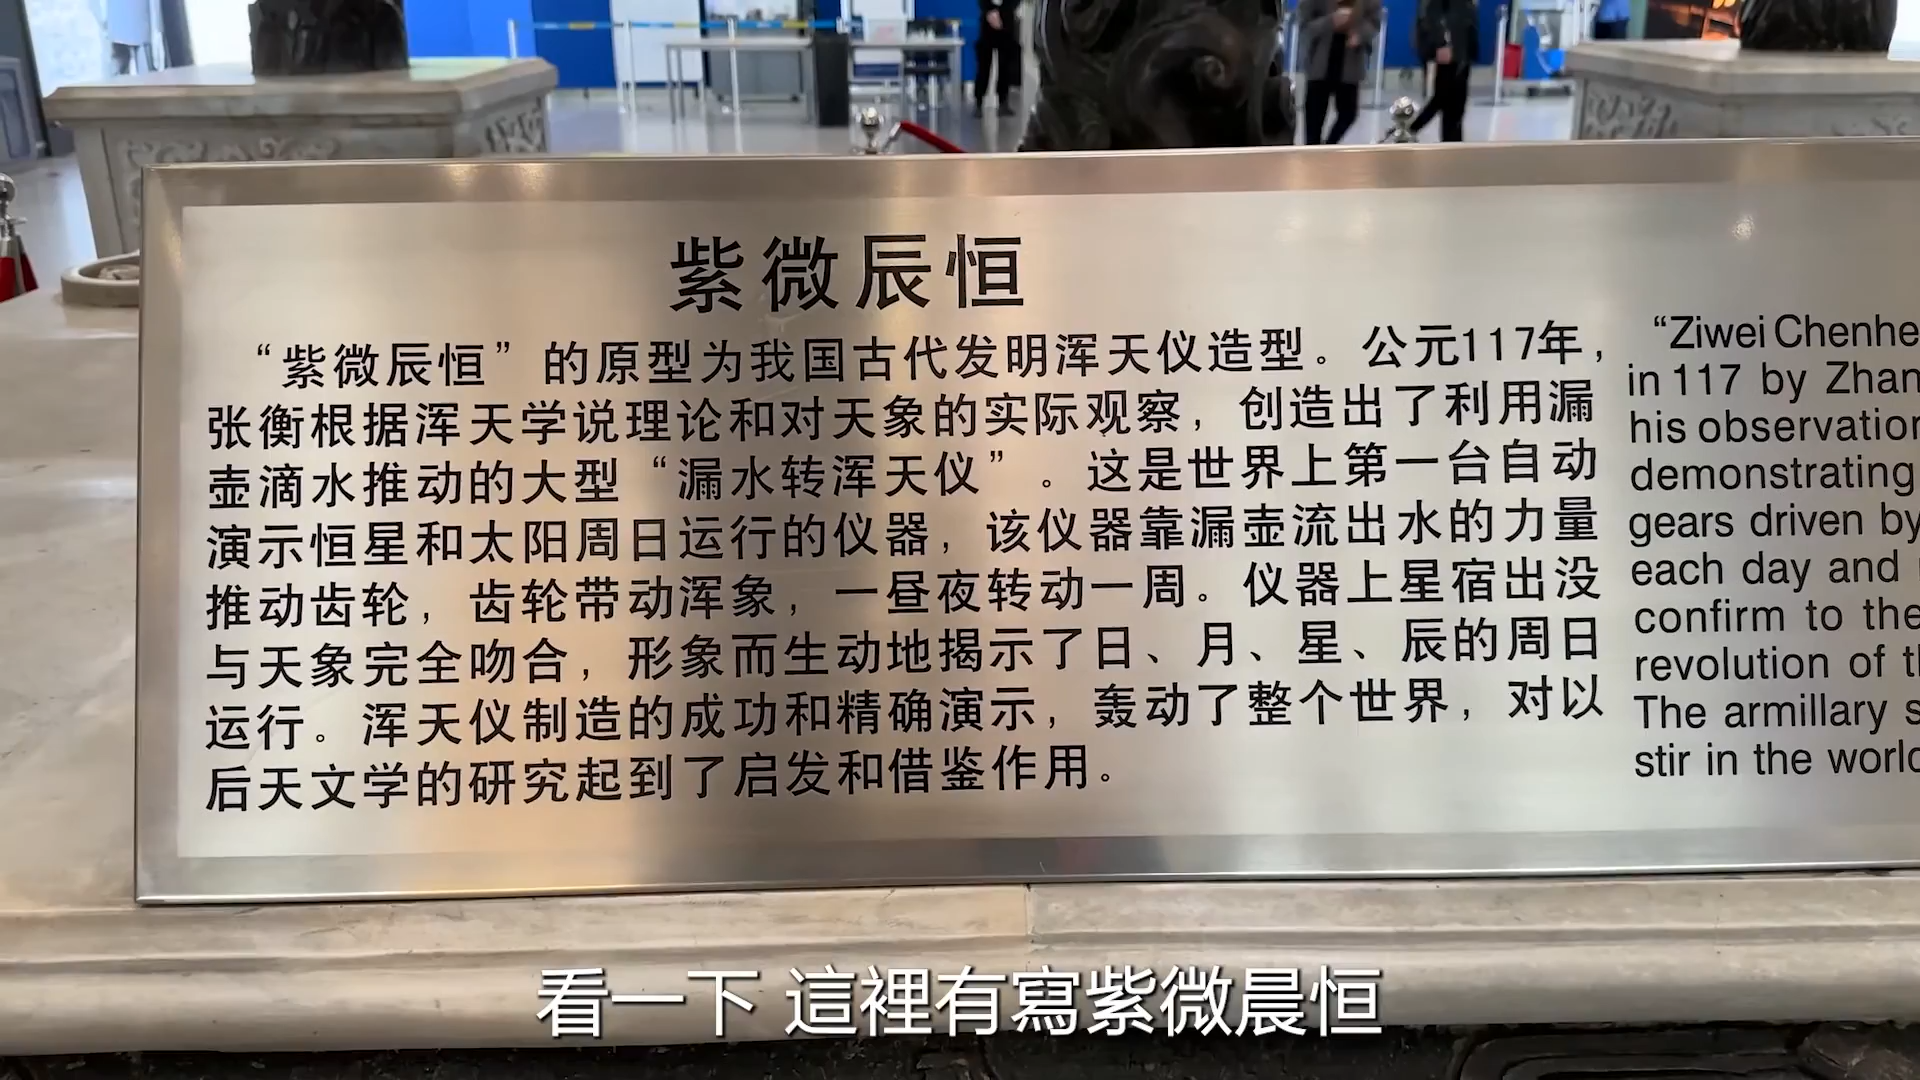 紫微辰恒
“紫微辰恒”的原型为我国古代发明浑天仪造型。公元117年，
张衡根据浑天学说理论和对天象的实际观察，创造出了利用漏
壶滴水推动的大型“漏水转浑天仪”。这是世界上第一台自动
演示恒星和太阳周日运行的仪器，该仪器靠漏壶流出水的力量
推动齿轮，齿轮带动浑象，一昼夜转动一周。仪器上星宿出没
与天象完全吻合，形象而生动地揭示了日、月、星、辰的周日
运行。浑天仪制造的成功和精确演示，轰动了整个世界，对以
后天文学的研究起到了启发和借鉴作用。
“Ziwei Chenhe
in 117 by Zhan
his observation
demonstrating
gears driven by
each day and
confirm to the
revolution of t
The armillary s
stir in the world
看一下 這裡有寫紫微晨恒